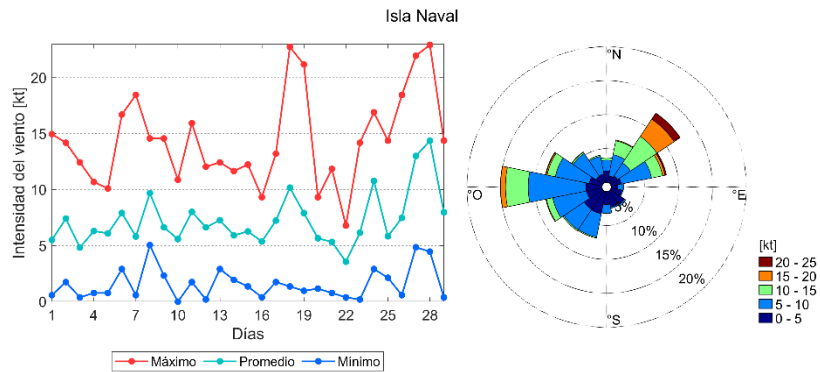 Isla Naval
Intensidad del viento [kt]
20
15
10
5
0
1 4 7 10 13 16 19 22 25 28
Días
Máximo Promedio Mínimo
°N
°O
°E
°S
5%
10%
15%
20%
[kt]
20 - 25
15 - 20
10 - 15
5 - 10
0 - 5